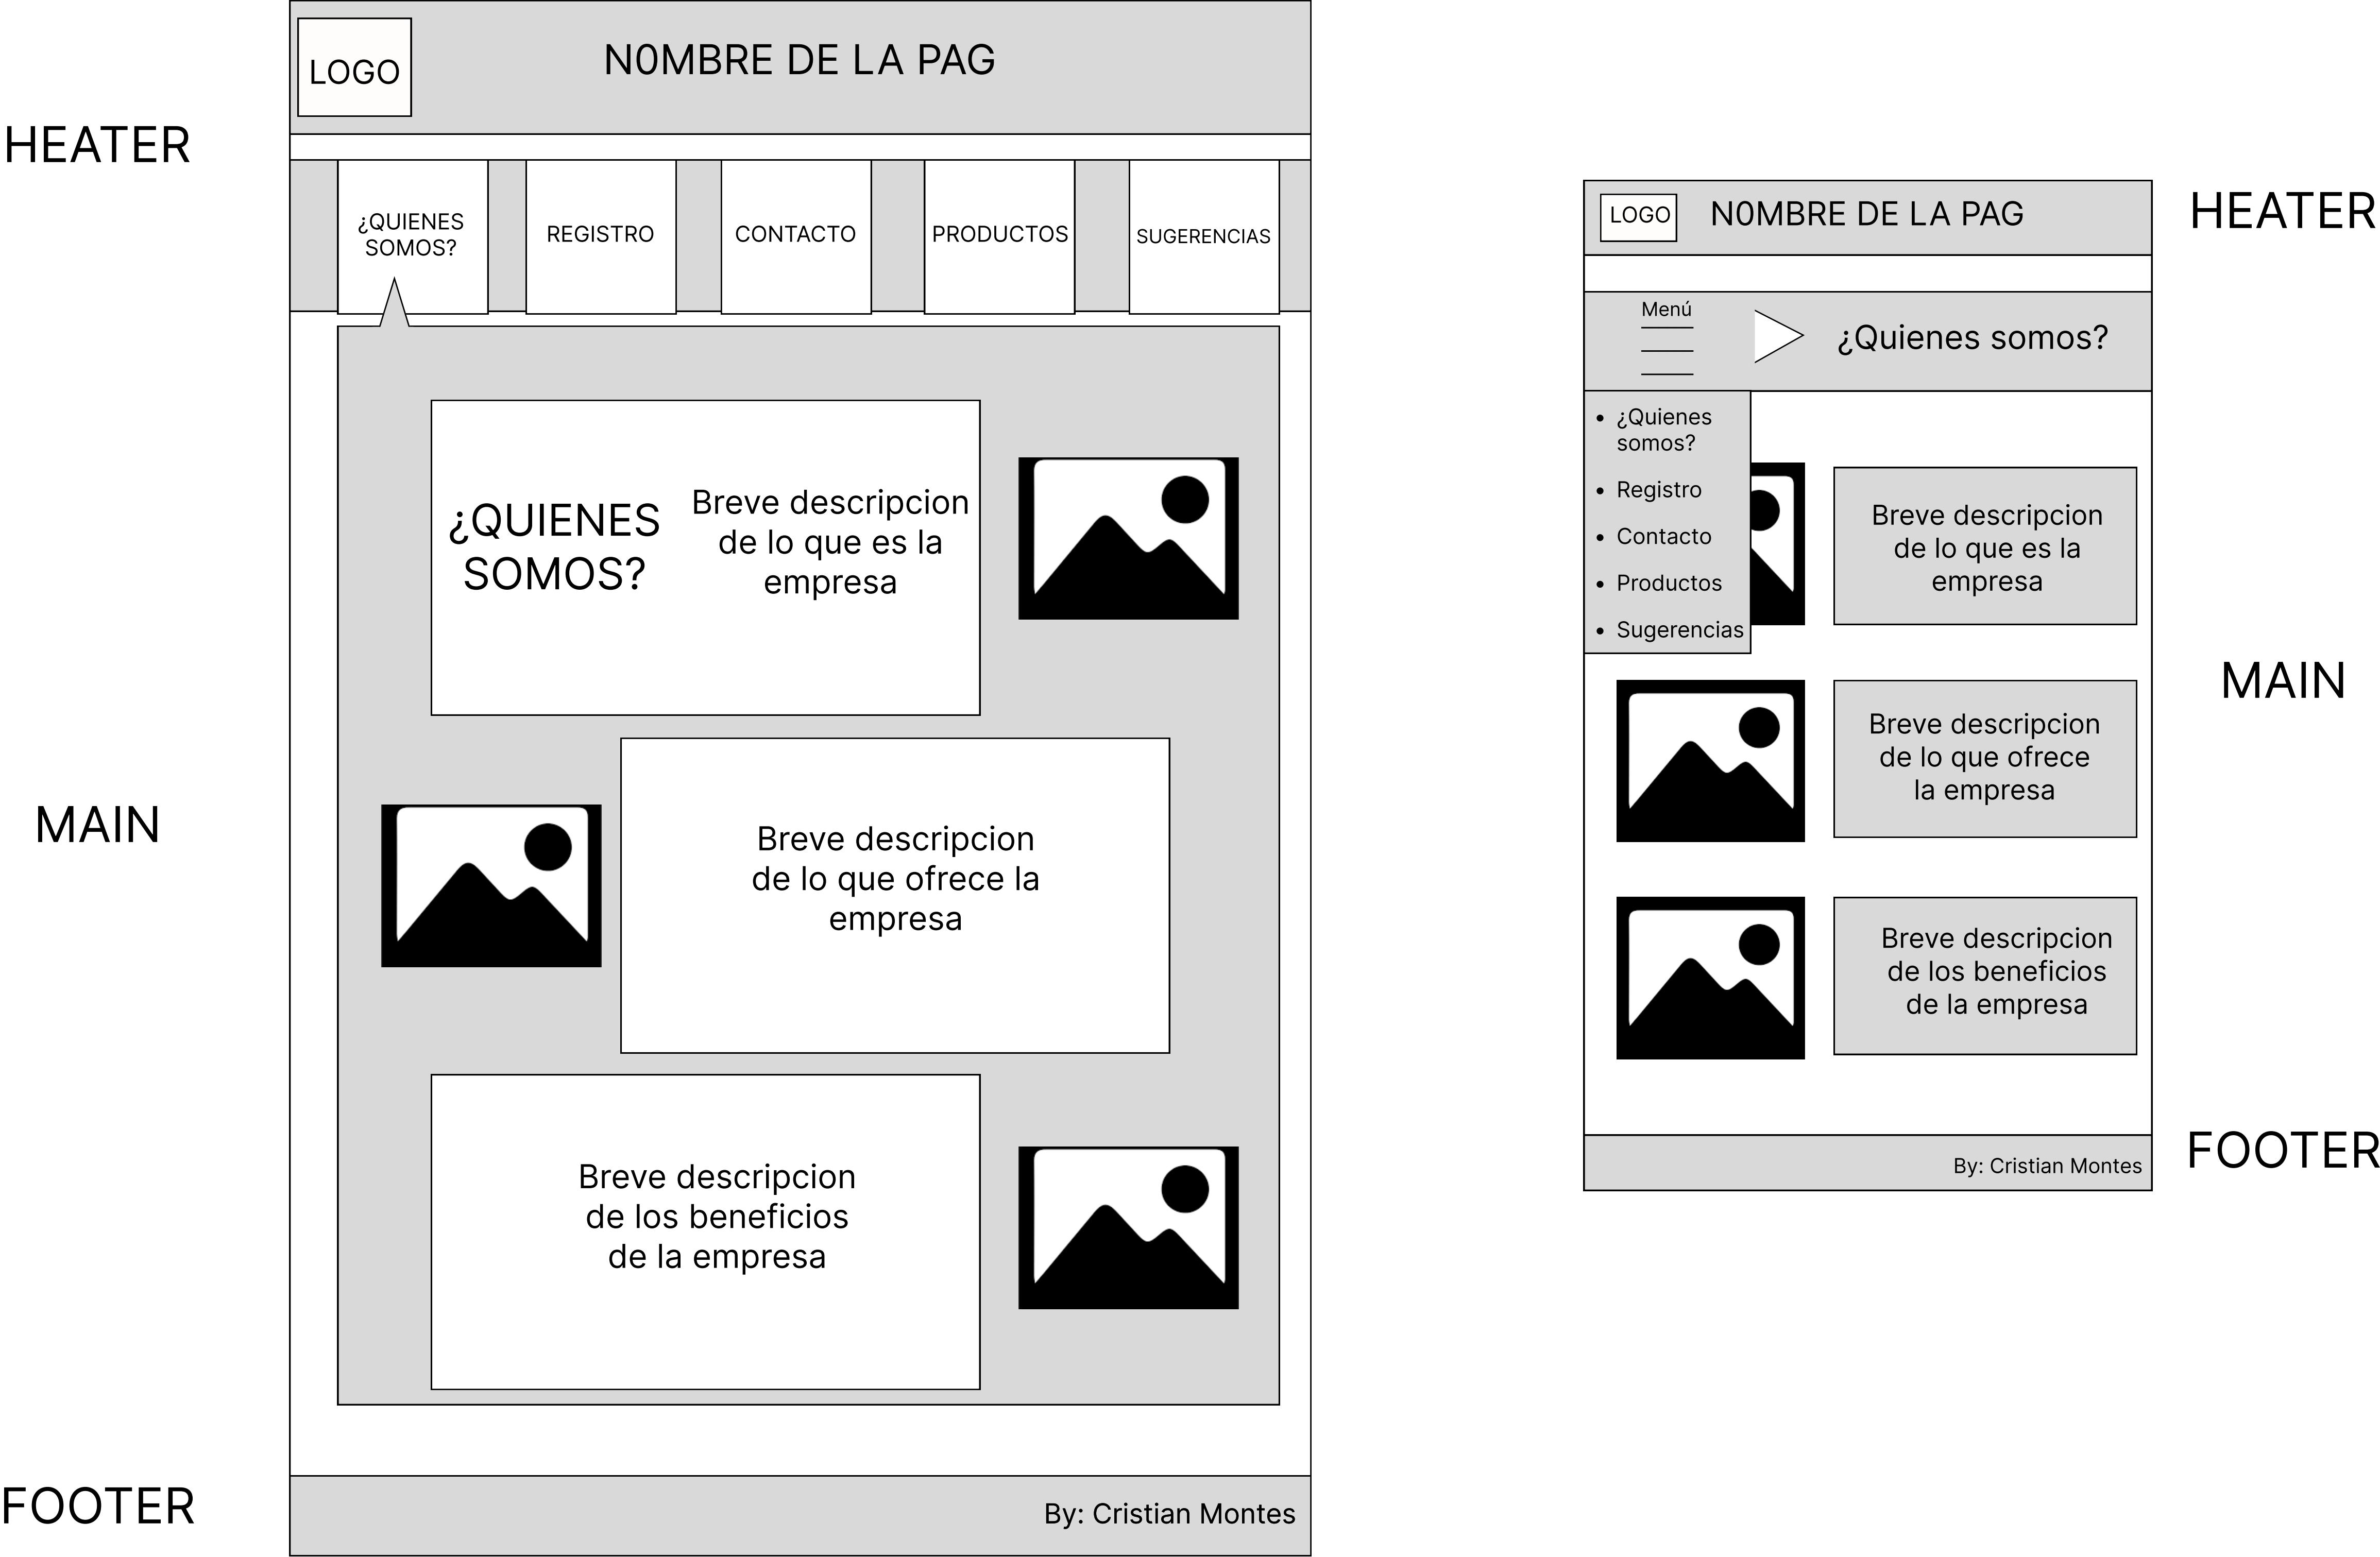 HEATER
MAIN
FOOTER
LOGO
N0MBRE DE LA PAG
¿QUIENES
SOMOS?
REGISTRO
CONTACTO
PRODUCTOS
SUGERENCIAS
¿QUIENES
SOMOS?
Breve descripcion
de lo que es la
empresa
Breve descripcion
de lo que ofrece la
empresa
Breve descripcion
de los beneficios
de la empresa
By: Cristian Montes
LOGO
N0MBRE DE LA PAG
Menú
¿Quienes somos?
• ¿Quienes
somos?
• Registro
• Contacto
• Productos
• Sugerencias
Breve descripcion
de lo que es la
empresa
Breve descripcion
de lo que ofrece
la empresa
Breve descripcion
de los beneficios
de la empresa
By: Cristian Montes
HEATER
MAIN
FOOTER